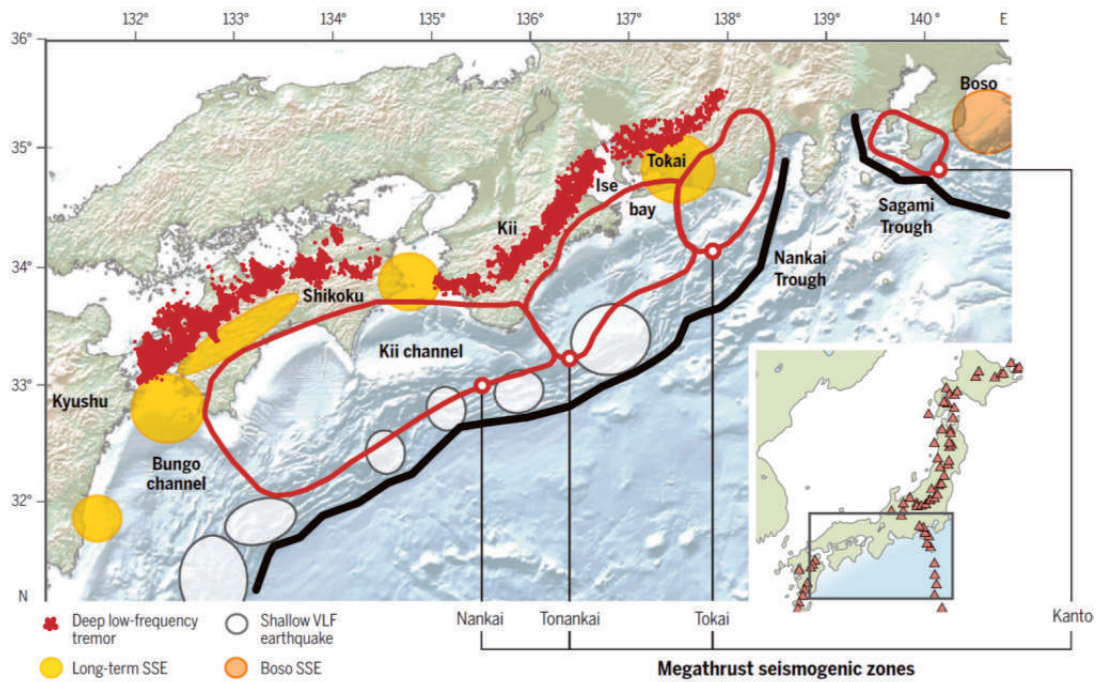 132° 133° 134° 135° 136° 137° 138° 139° 140° E
36°
Boso
35°
Tokai
Ise
bay
Sagami
Trough
Kii
Nankai
Trough
34°
Shikoku
Kii channel
33°
Kyushu
Bungo
channel
32°
N
Deep low-frequency
tremor
Shallow VLF
earthquake
Long-term SSE
Boso SSE
Nankai Tonankai Tokai Kanto
Megathrust seismogenic zones